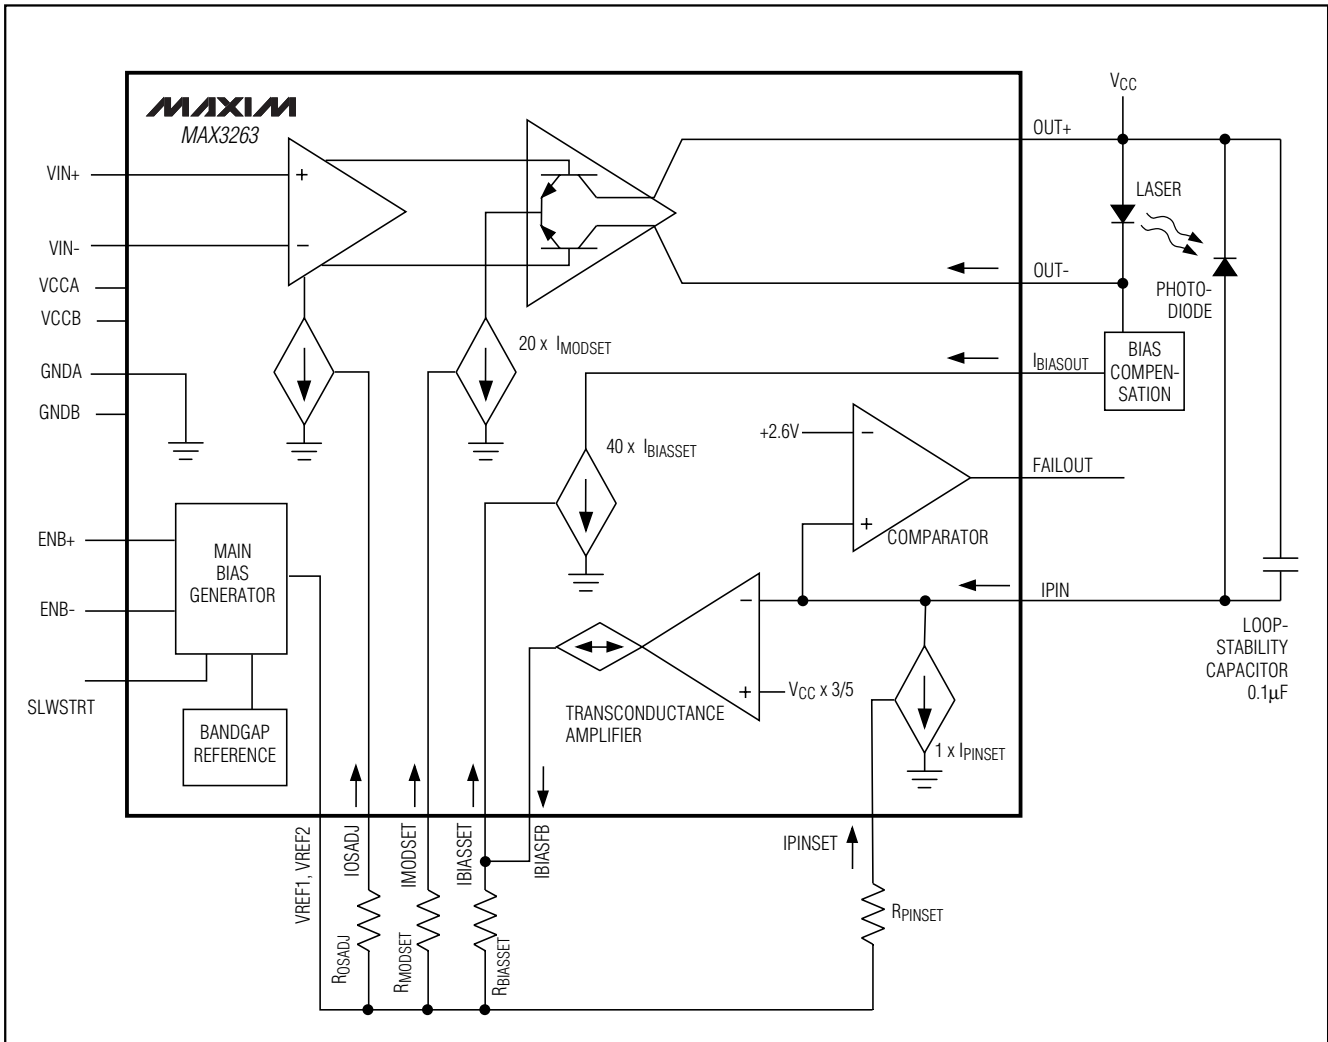 MAXIM
MAX3263
VCC
OUT+
VIN+
LASER
VIN-
OUT-
VCCA
PHOTO-
DIODE
VCCB
20 x IMODSET
BIAS
COMPEN-
SATION
IBIASOUT
GNDA
GNDB
+2.6V
−
40 x IBIASSET
FAILOUT
+
COMPARATOR
ENB+
MAIN
BIAS
GENERATOR
ENB-
IPIN
−
+
VCC x 3/5
LOOP-
STABILITY
CAPACITOR
0.1µF
SLWSTRT
TRANSCONDUCTANCE
AMPLIFIER
BANDGAP
REFERENCE
1 x IPINSET
+
−
VREF1, VREF2
IOSADJ
IMODSET
IBIASSET
IBIASFB
IPINSET
ROSADJ
RMODSET
RBIASSET
RPINSET